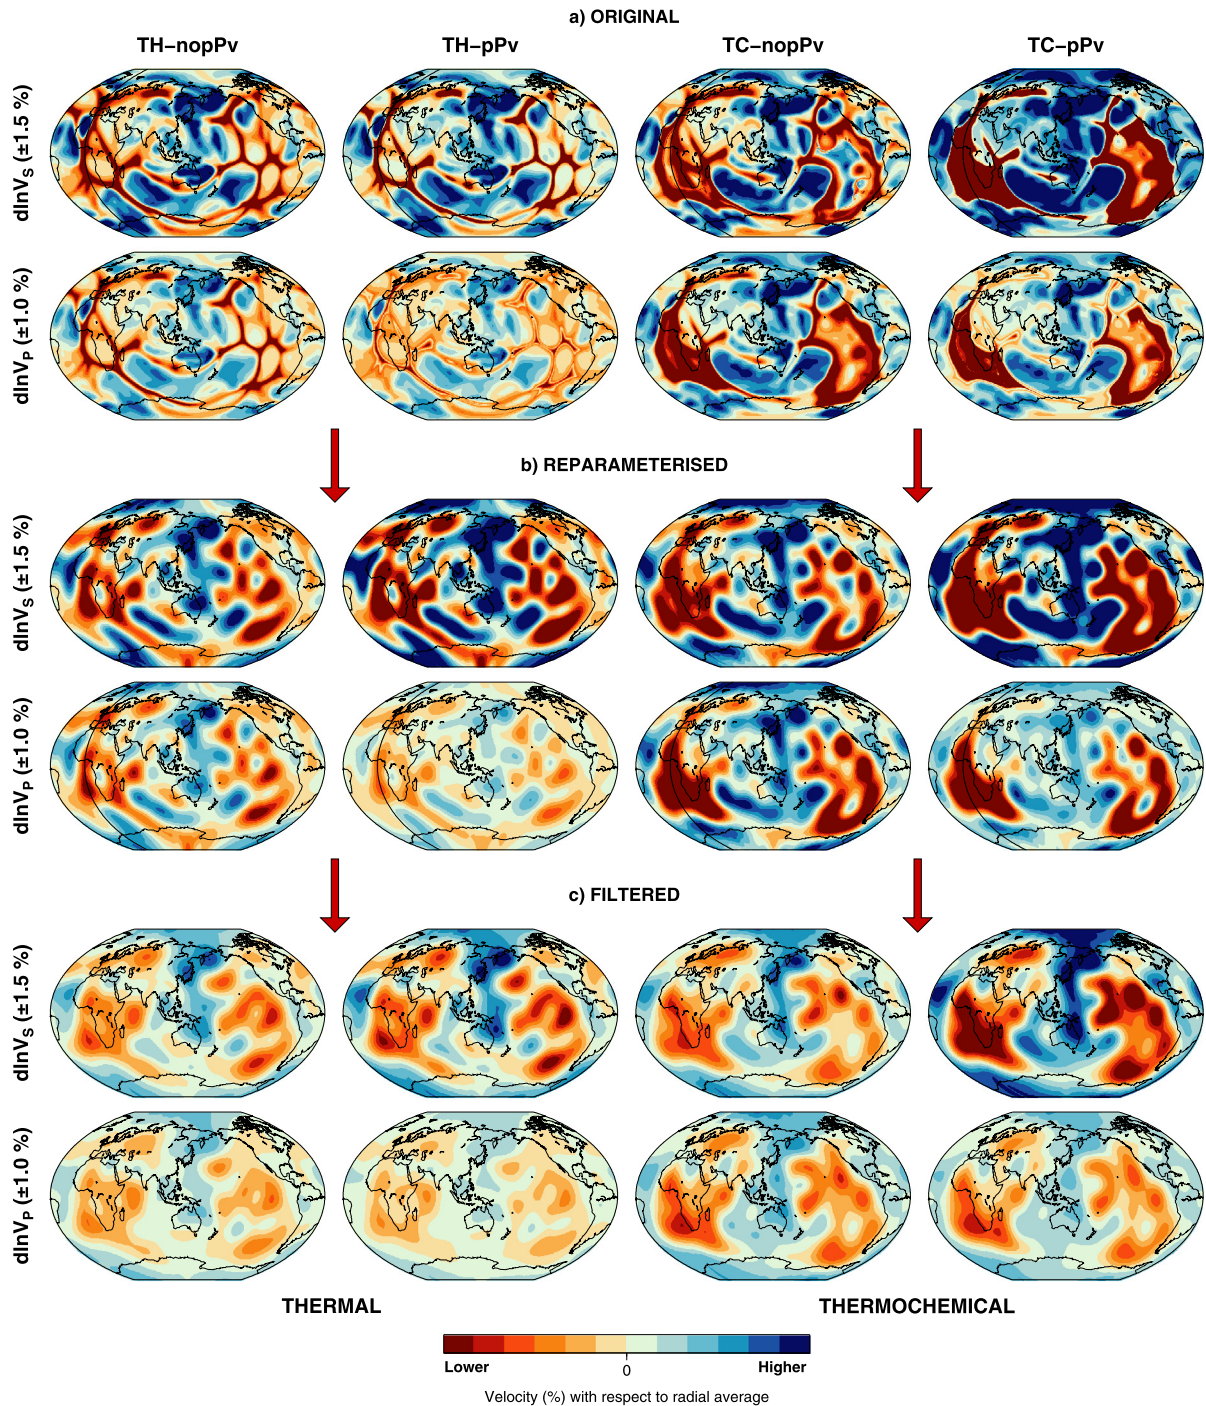 a) ORIGINAL
TH−nopPv TH−pPv TC−nopPv TC−pPv
dlnVS (±1.5 %)
dlnVP (±1.0 %)
b) REPARAMETERISED
dlnVS (±1.5 %)
dlnVP (±1.0 %)
c) FILTERED
dlnVS (±1.5 %)
dlnVP (±1.0 %)
THERMAL THERMOCHEMICAL
Lower 0 Higher
Velocity (%) with respect to radial average